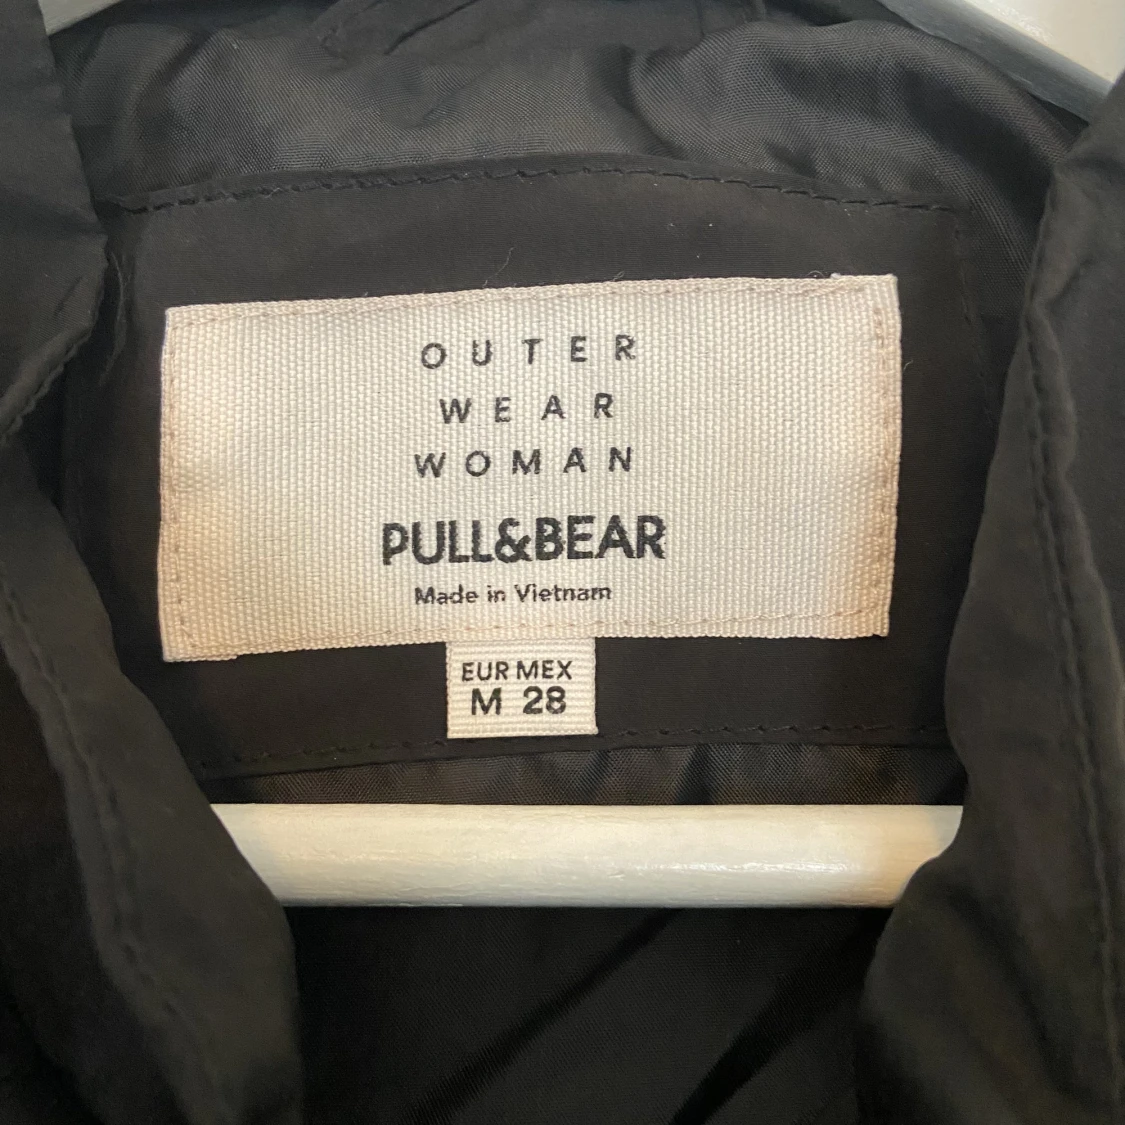 OUTER
WEAR
WOMAN
PULL&BEAR
Made in Vietnam
EUR MEX
M 28